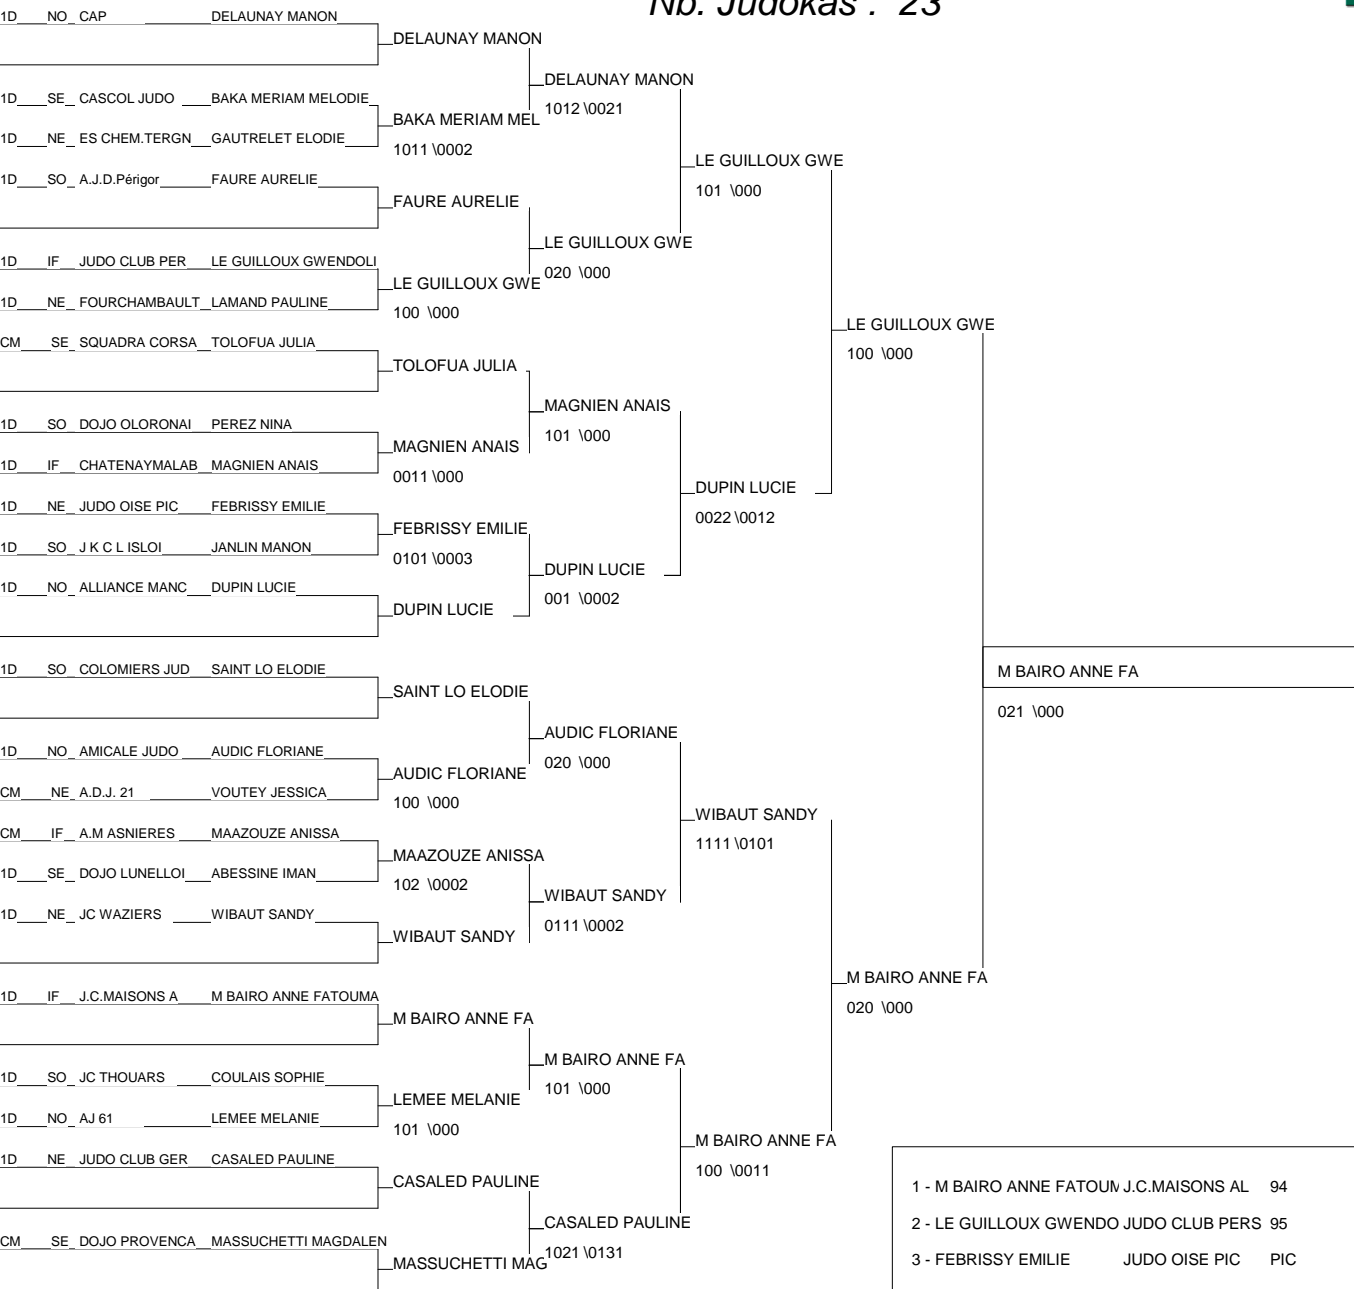 Nb. Judokas : 23
1D NO CAP DELAUNAY MANON
DELAUNAY MANON
DELAUNAY MANON
1012 \0021
1D SE CASCOL JUDO BAKA MERIAM MELODIE
BAKA MERIAM MEL
1011 \0002
1D NE ES CHEM.TERGN GAUTRELET ELODIE
LE GUILLOUX GWE
101 \000
1D SO A.J.D.Périgor FAURE AURELIE
FAURE AURELIE
LE GUILLOUX GWE
020 \000
1D IF JUDO CLUB PER LE GUILLOUX GWENDOLI
LE GUILLOUX GWE
100 \000
1D NE FOURCHAMBAULT LAMAND PAULINE
LE GUILLOUX GWE
100 \000
CM SE SQUADRA CORSA TOLOFUA JULIA
TOLOFUA JULIA
MAGNIEN ANAIS
101 \000
1D SO DOJO OLORONAI PEREZ NINA
MAGNIEN ANAIS
0011 \000
1D IF CHATENAYMALAB MAGNIEN ANAIS
DUPIN LUCIE
0022 \0012
1D NE JUDO OISE PIC FEBRISSY EMILIE
FEBRISSY EMILIE
0101 \0003
1D SO J K C L ISLOI JANLIN MANON
DUPIN LUCIE
001 \0002
1D NO ALLIANCE MANC DUPIN LUCIE
DUPIN LUCIE
1D SO COLOMIERS JUD SAINT LO ELODIE
M BAIRO ANNE FA
021 \000
SAINT LO ELODIE
AUDIC FLORIANE
020 \000
1D NO AMICALE JUDO AUDIC FLORIANE
AUDIC FLORIANE
100 \000
CM NE A.D.J. 21 VOUTEY JESSICA
WIBAUT SANDY
1111 \0101
CM IF A.M ASNIERES MAAZOUZE ANISSA
MAAZOUZE ANISSA
102 \0002
1D SE DOJO LUNELLOI ABESSINE IMAN
WIBAUT SANDY
0111 \0002
1D NE JC WAZIERS WIBAUT SANDY
WIBAUT SANDY
M BAIRO ANNE FA
020 \000
1D IF J.C.MAISONS A M BAIRO ANNE FATOUMA
M BAIRO ANNE FA
M BAIRO ANNE FA
101 \000
1D SO JC THOUARS COULAIS SOPHIE
LEMEE MELANIE
101 \000
1D NO AJ 61 LEMEE MELANIE
M BAIRO ANNE FA
100 \0011
1D NE JUDO CLUB GER CASALED PAULINE
CASALED PAULINE
CASALED PAULINE
1021 \0131
CM SE DOJO PROVENCA MASSUCHETTI MAGDALEN
MASSUCHETTI MAG
1 - M BAIRO ANNE FATOUM J.C.MAISONS AL 94
2 - LE GUILLOUX GWENDO JUDO CLUB PERS 95
3 - FEBRISSY EMILIE JUDO OISE PIC PIC